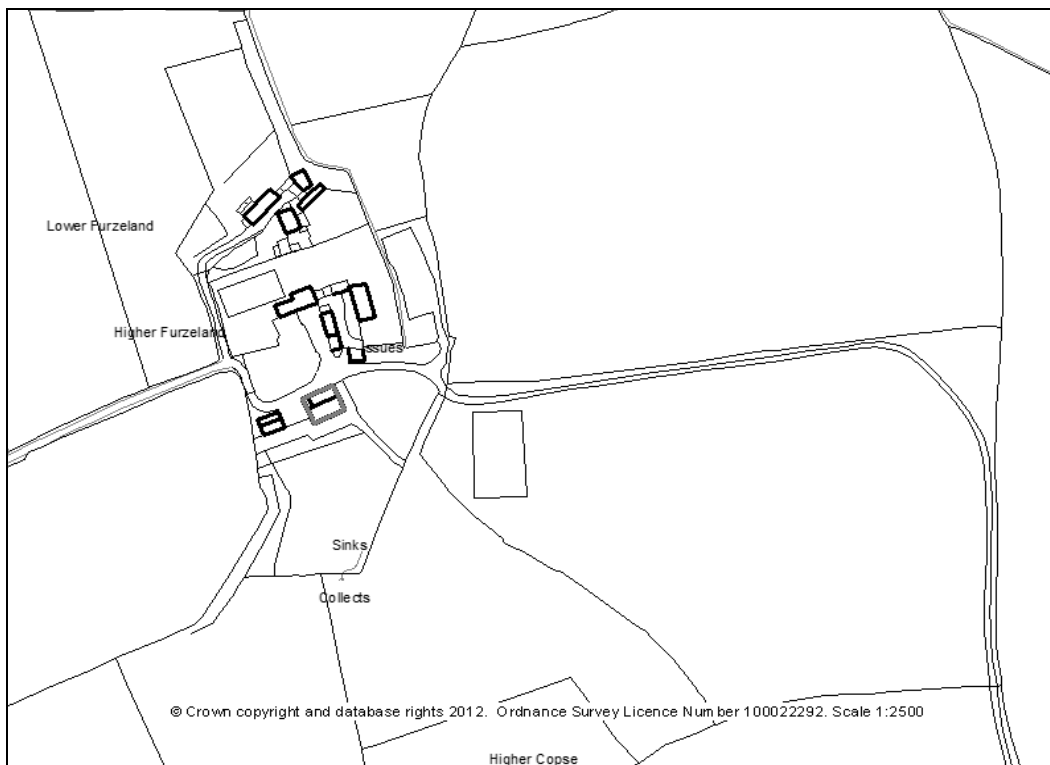 Lower Furzeland
Higher Furzeland
Issues
Sinks
Collects
© Crown copyright and database rights 2012. Ordnance Survey Licence Number 100022292. Scale 1:2500
Higher Copse